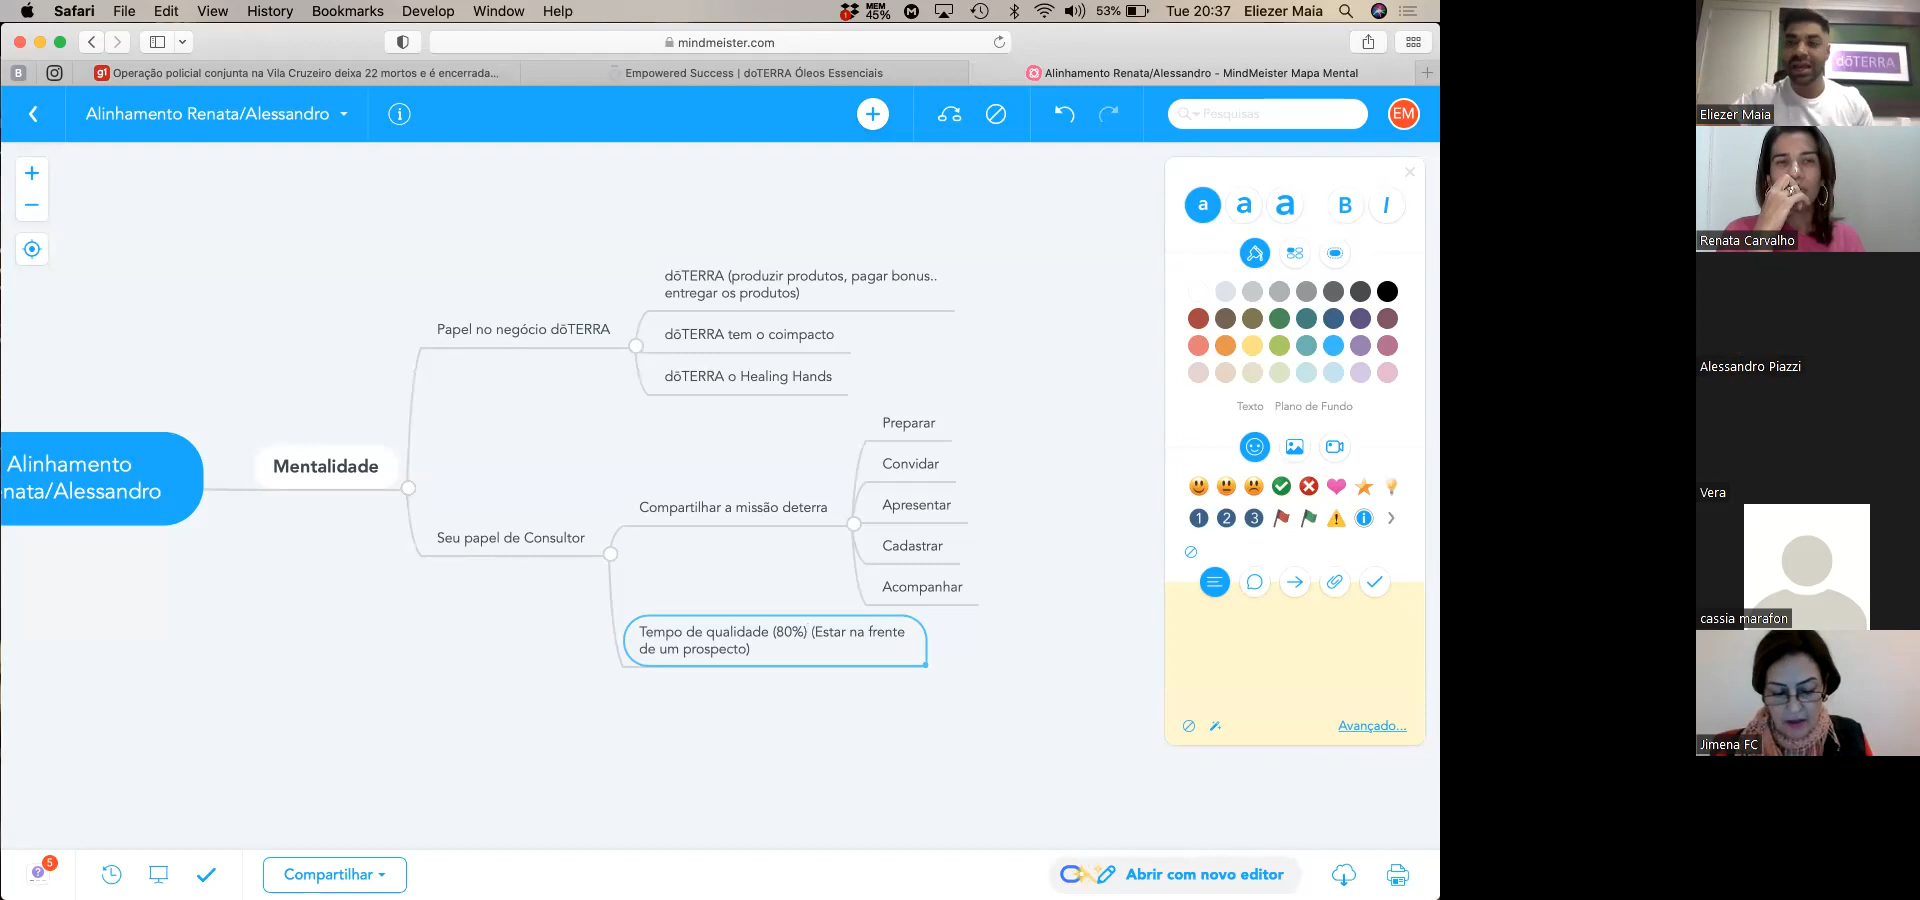 Safari File Edit View History Bookmarks Develop Window Help
1 MEM 45% 53% Tue 20:37 Eliezer Maia
mindmeister.com
B
g1 Operação policial conjunta na Vila Cruzeiro deixa 22 mortos e é encerrada...
Empowered Success | dōTERRA Óleos Essenciais
Alinhamento Renata/Alessandro - MindMeister Mapa Mental
Alinhamento Renata/Alessandro
Pesquisas
EM
a a a B I
dōTERRA (produzir produtos, pagar bonus..
entregar os produtos)
Papel no negócio dōTERRA
dōTERRA tem o coimpacto
dōTERRA o Healing Hands
Texto Plano de Fundo
Preparar
Alinhamento
nata/Alessandro
Mentalidade
Convidar
Compartilhar a missão deterra
Apresentar
1 2 3
Seu papel de Consultor
Cadastrar
Acompanhar
Tempo de qualidade (80%) (Estar na frente
de um prospecto)
Avançado...
5
Compartilhar
Abrir com novo editor
dōTERRA
Eliezer Maia
Renata Carvalho
Alessandro Piazzi
Vera
cassia marafon
Jimena FC